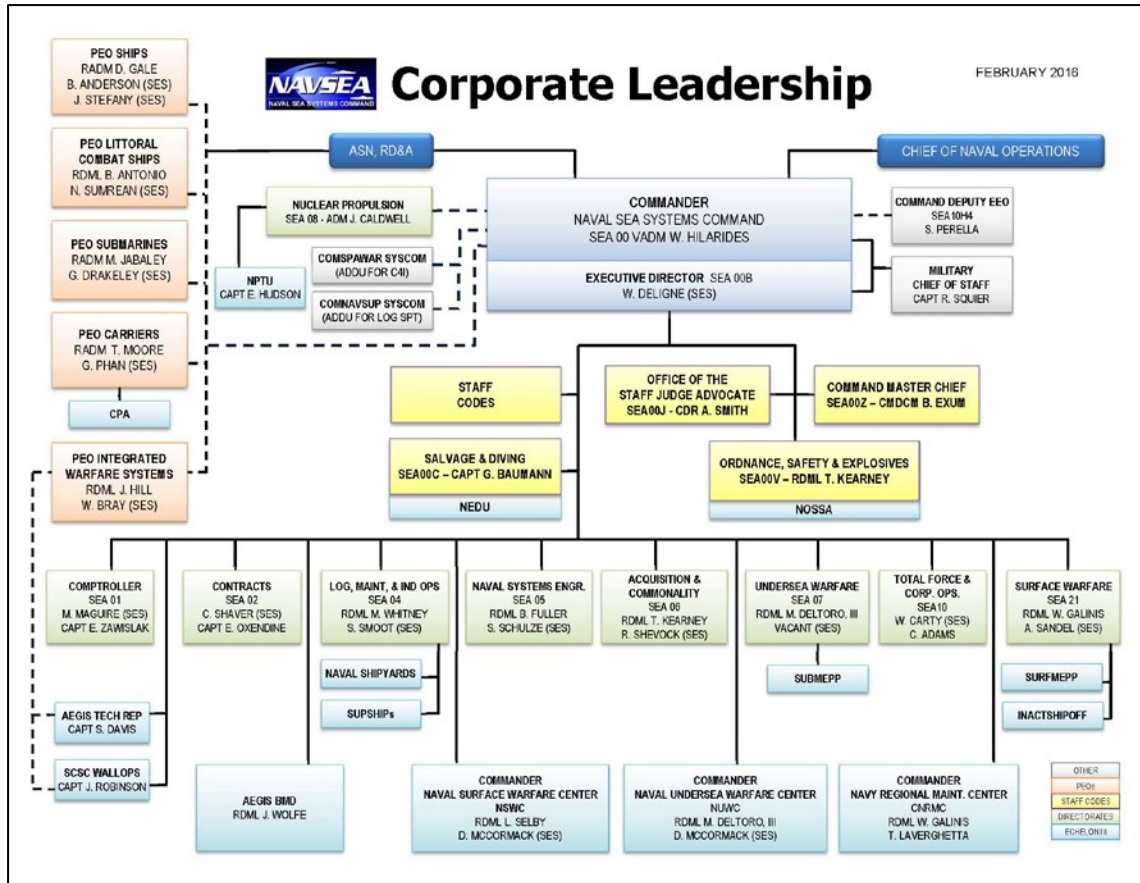 PEO SHIPS
RADM D. GALE
B. ANDERSON (SES)
J. STEFANY (SES)
NAVSEA
NAVAL SEA SYSTEMS COMMAND
Corporate Leadership
FEBRUARY 2016
PEO LITTORAL
COMBAT SHIPS
RDML B. ANTONIO
N. SUMREAN (SES)
ASN, RD&A
CHIEF OF NAVAL OPERATIONS
NUCLEAR PROPULSION
SEA 08 - ADM J. CALDWELL
COMMANDER
NAVAL SEA SYSTEMS COMMAND
SEA 00 VADM W. HILARIDES
COMMAND DEPUTY EEO
SEA10H4
S. PERELLA
PEO SUBMARINES
RADM M. JABALEY
G. DRAKELEY (SES)
NPTU
CAPT E. HUDSON
COMSPAWAR SYSCOM
(ADDU FOR C4I)
COMNAVSUP SYSCOM
(ADDU FOR LOG SPT)
EXECUTIVE DIRECTOR SEA 00B
W. DELIGNE (SES)
MILITARY
CHIEF OF STAFF
CAPT R. SQUIER
PEO CARRIERS
RADM T. MOORE
G. PHAN (SES)
CPA
STAFF
CODES
OFFICE OF THE
STAFF JUDGE ADVOCATE
SEA00J - CDR A. SMITH
COMMAND MASTER CHIEF
SEA00Z – CMDCM B. EXUM
PEO INTEGRATED
WARFARE SYSTEMS
RDML J. HILL
W. BRAY (SES)
SALVAGE & DIVING
SEA00C – CAPT G. BAUMANN
NEDU
ORDNANCE, SAFETY & EXPLOSIVES
SEA00V – RDML T. KEARNEY
NOSSA
COMPTROLLER
SEA 01
M. MAGUIRE (SES)
CAPT E. ZAWISLAK
CONTRACTS
SEA 02
C. SHAVER (SES)
CAPT E. OXENDINE
LOG, MAINT, & IND OPS
SEA 04
RDML M. WHITNEY
S. SMOOT (SES)
NAVAL SYSTEMS ENGR.
SEA 05
RDML B. FULLER
S. SCHULZE (SES)
ACQUISITION &
COMMONALITY
SEA 06
RDML T. KEARNEY
R. SHEVOCK (SES)
UNDERSEA WARFARE
SEA 07
RDML M. DELTORO, III
VACANT (SES)
TOTAL FORCE &
CORP. OPS.
SEA10
W. CARTY (SES)
C. ADAMS
SURFACE WARFARE
SEA 21
RDML W. GALINIS
A. SANDEL (SES)
NAVAL SHIPYARDS
SUPSHIPs
SUBMEPP
SURFMEPP
INACTSHIPOFF
AEGIS TECH REP
CAPT S. DAVIS
SCSC WALLOPS
CAPT J. ROBINSON
AEGIS BMD
RDML J. WOLFE
COMMANDER
NAVAL SURFACE WARFARE CENTER
NSWC
RDML L. SELBY
D. MCCORMACK (SES)
COMMANDER
NAVAL UNDERSEA WARFARE CENTER
NUWC
RDML M. DELTORO, III
D. MCCORMACK (SES)
COMMANDER
NAVY REGIONAL MAINT. CENTER
CNRMC
RDML W. GALINIS
T. LAVERGHETTA
OTHER
PEOs
STAFF CODES
DIRECTORATES
ECHELON III